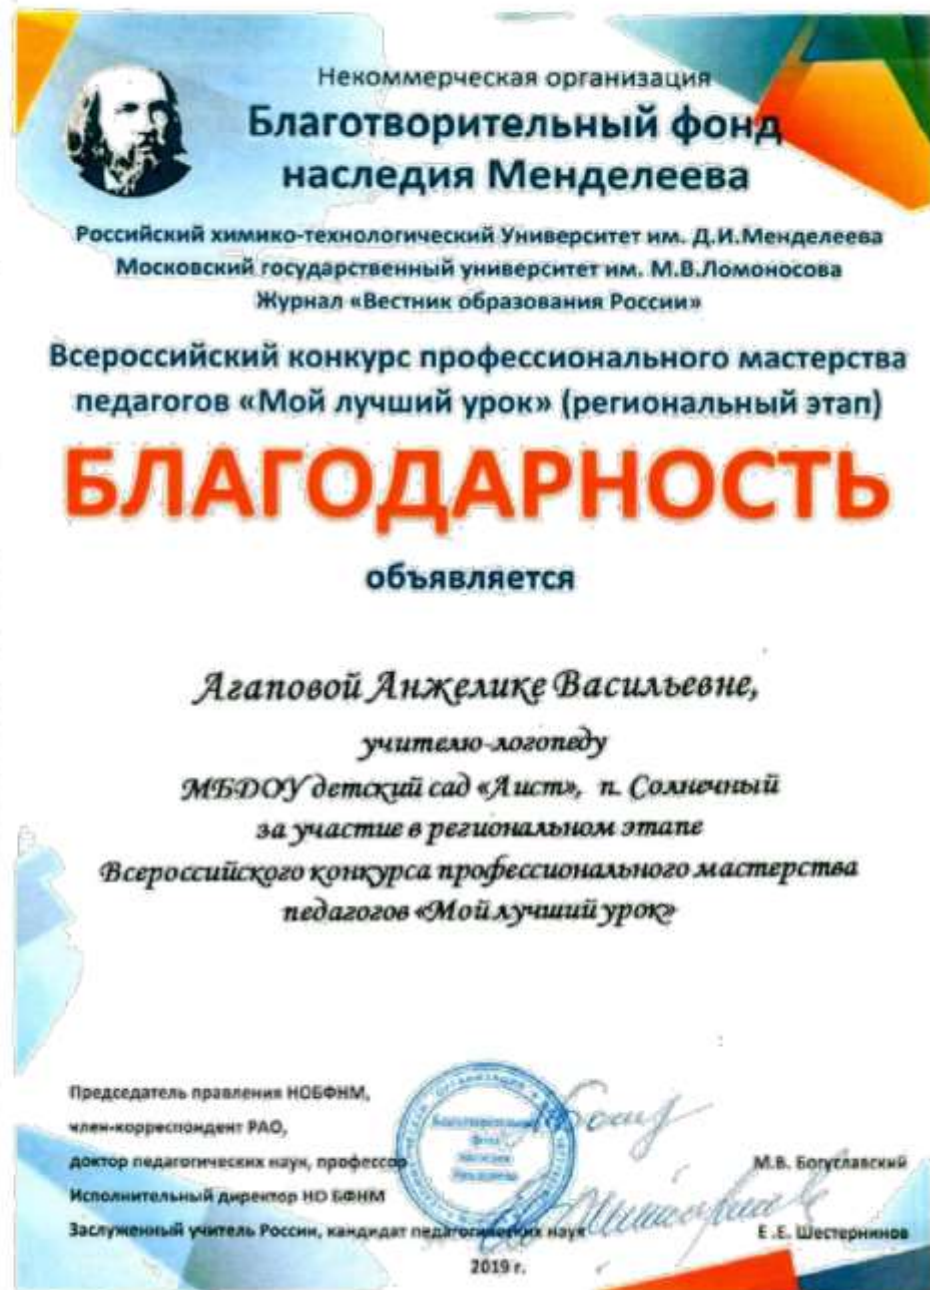 Некоммерческая организация
Благотворительный фонд
наследия Менделеева
Российский химико-технологический Университет им. Д.И.Менделеева
Московский государственный университет им. М.В.Ломоносова
Журнал «Вестник образования России»
Всероссийский конкурс профессионального мастерства
педагогов «Мой лучший урок» (региональный этап)
БЛАГОДАРНОСТЬ
объявляется
Агаповой Анжелике Васильевне,
учителю-логопеду
МБДОУ детский сад «Аист», п. Солнечный
за участие в региональном этапе
Всероссийского конкурса профессионального мастерства
педагогов «Мой лучший урок»
Председатель правления НОБФНМ,
член-корреспондент РАО,
доктор педагогических наук, профессор
М.В. Богуславский
Исполнительный директор НО БФНМ
Заслуженный учитель России, кандидат педагогических наук
Е .Е. Шестернинов
2019 г.
Благотворительный
фонд
наследия
Менделеева